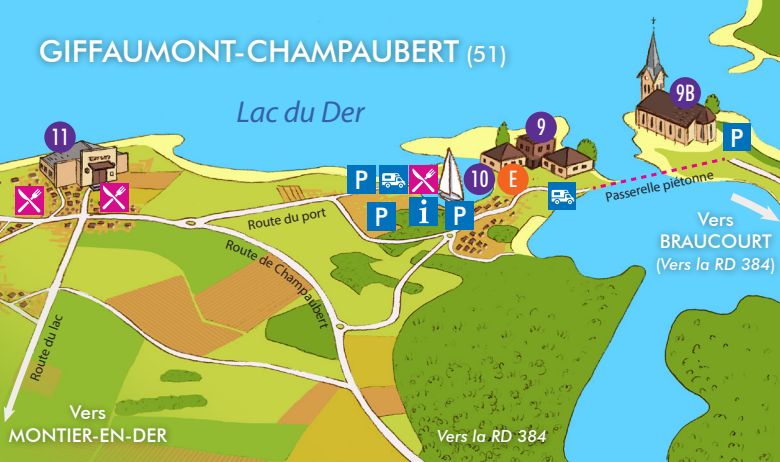 GIFFAUMONT-CHAMPAUBERT (51)
Lac du Der
11
9
9B
P
P
10
E
P
i
P
Passerelle piétonne
Route du port
Route de Champaubert
Vers
BRAUCOURT
(Vers la RD 384)
Route du lac
Vers
MONTIER-EN-DER
Vers la RD 384